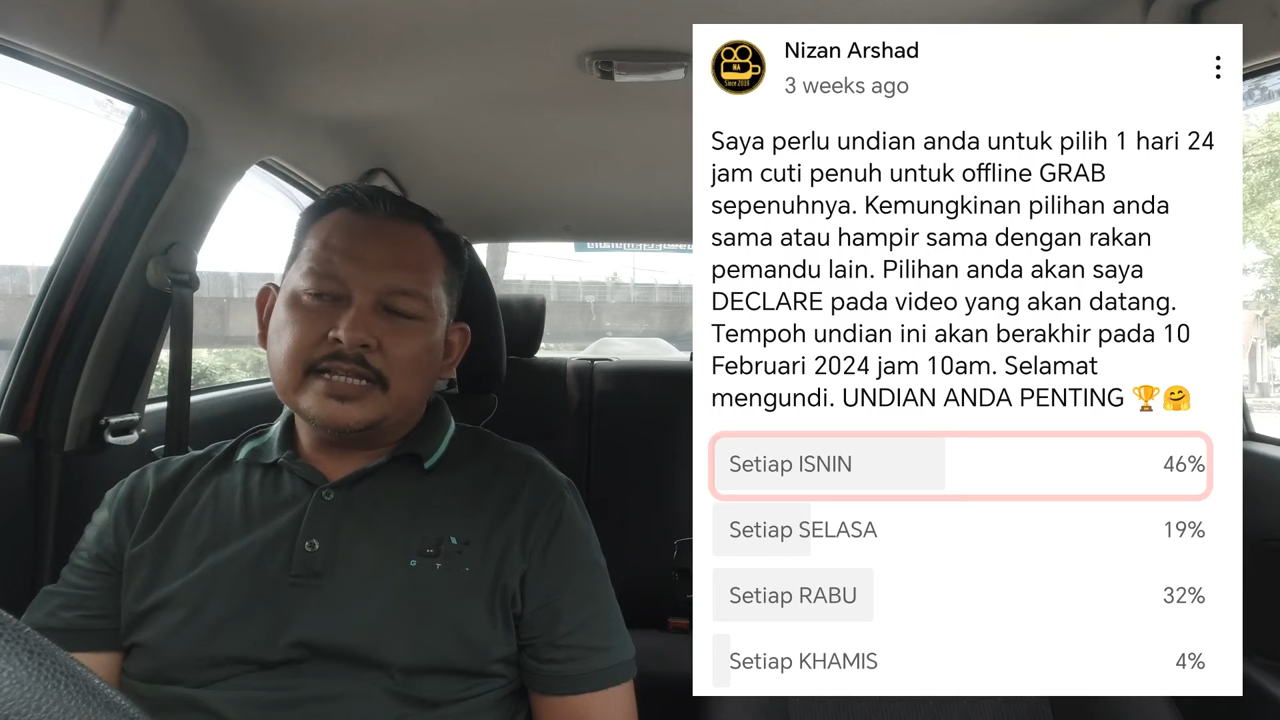 Nizan Arshad
3 weeks ago
NA
Since 2018
Saya perlu undian anda untuk pilih 1 hari 24
jam cuti penuh untuk offline GRAB
sepenuhnya. Kemungkinan pilihan anda
sama atau hampir sama dengan rakan
pemandu lain. Pilihan anda akan saya
DECLARE pada video yang akan datang.
Tempoh undian ini akan berakhir pada 10
Februari 2024 jam 10am. Selamat
mengundi. UNDIAN ANDA PENTING 🏆🤗
Setiap ISNIN 46%
Setiap SELASA 19%
Setiap RABU 32%
Setiap KHAMIS 4%